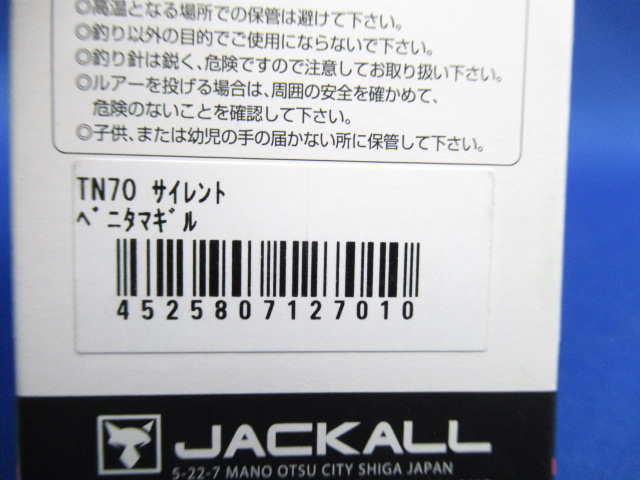 ◎高温となる場所での保管は避けて下さい。
◎釣り以外の目的でご使用にならないで下さい。
◎釣り針は鋭く、危険ですので注意してお取り扱い下さい。
◎ルアーを投げる場合は、周囲の安全を確かめて、
危険のないことを確認して下さい。
◎子供、または幼児の手の届かない所に保管して下さい。
TN70 サイレント
ベニタマギル
4525807127010
JACKALL
5-22-7 MANO OTSU CITY SHIGA JAPAN